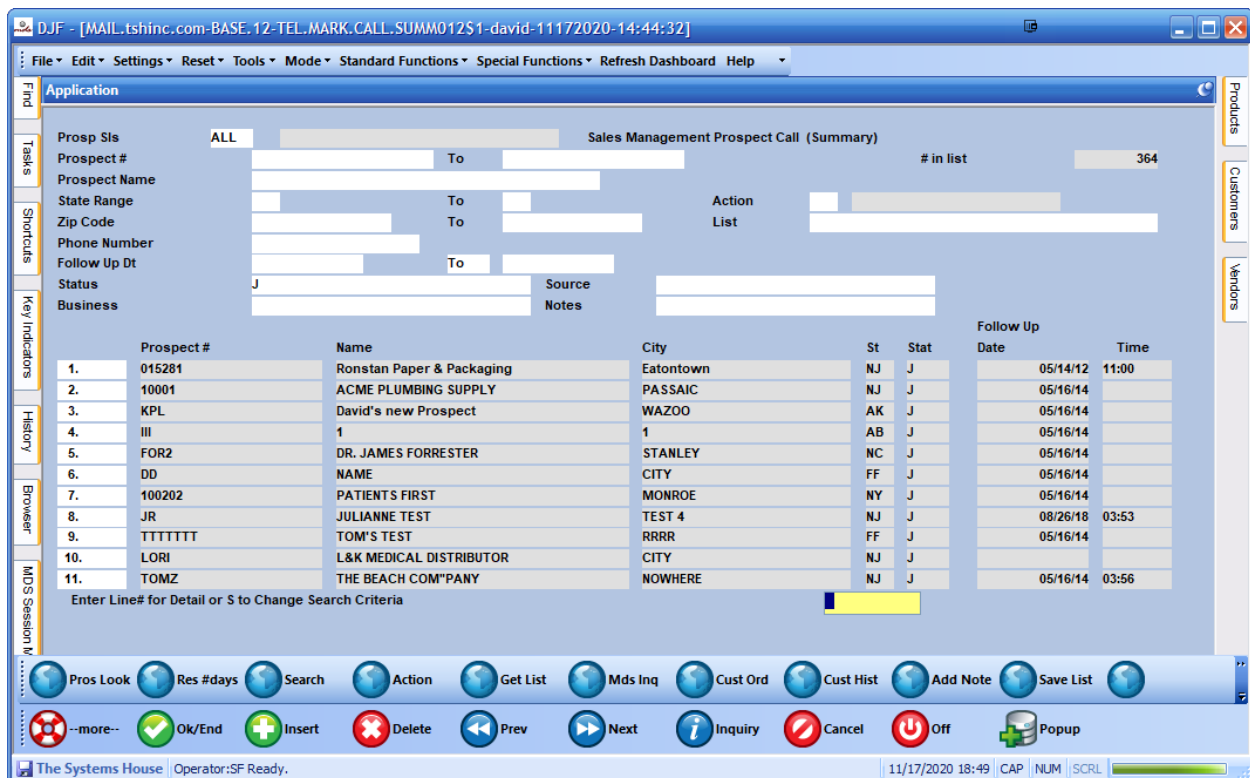 DJF - [MAIL.tshinc.com-BASE.12-TEL.MARK.CALL.SUMM012$1-david-11172020-14:44:32]
File Edit Settings Reset Tools Mode Standard Functions Special Functions Refresh Dashboard Help
Find
Tasks
Shortcuts
Key Indicators
History
Browser
MDS Session M
Application
Products
Customers
Vendors
Prosp Sls ALL Sales Management Prospect Call (Summary)
Prospect # To # in list 364
Prospect Name
State Range To Action
Zip Code To List
Phone Number
Follow Up Dt To
Status J Source
Business Notes
Follow Up
Prospect # Name City St Stat Date Time
1. 015281 Ronstan Paper & Packaging Eatontown NJ J 05/14/12 11:00
2. 10001 ACME PLUMBING SUPPLY PASSAIC NJ J 05/16/14
3. KPL David's new Prospect WAZOO AK J 05/16/14
4. III 1 1 AB J 05/16/14
5. FOR2 DR. JAMES FORRESTER STANLEY NC J 05/16/14
6. DD NAME CITY FF J 05/16/14
7. 100202 PATIENTS FIRST MONROE NY J 05/16/14
8. JR JULIANNE TEST TEST 4 NJ J 08/26/18 03:53
9. TTTTTTT TOM'S TEST RRRR FF J 05/16/14
10. LORI L&K MEDICAL DISTRIBUTOR CITY NJ J
11. TOMZ THE BEACH COM"PANY NOWHERE NJ J 05/16/14 03:56
Enter Line# for Detail or S to Change Search Criteria
Pros Look Res #days Search Action Get List Mds Inq Cust Ord Cust Hist Add Note Save List
--more-- Ok/End Insert Delete Prev Next Inquiry Cancel Off Popup
The Systems House Operator:SF Ready. 11/17/2020 18:49 CAP NUM SCRL